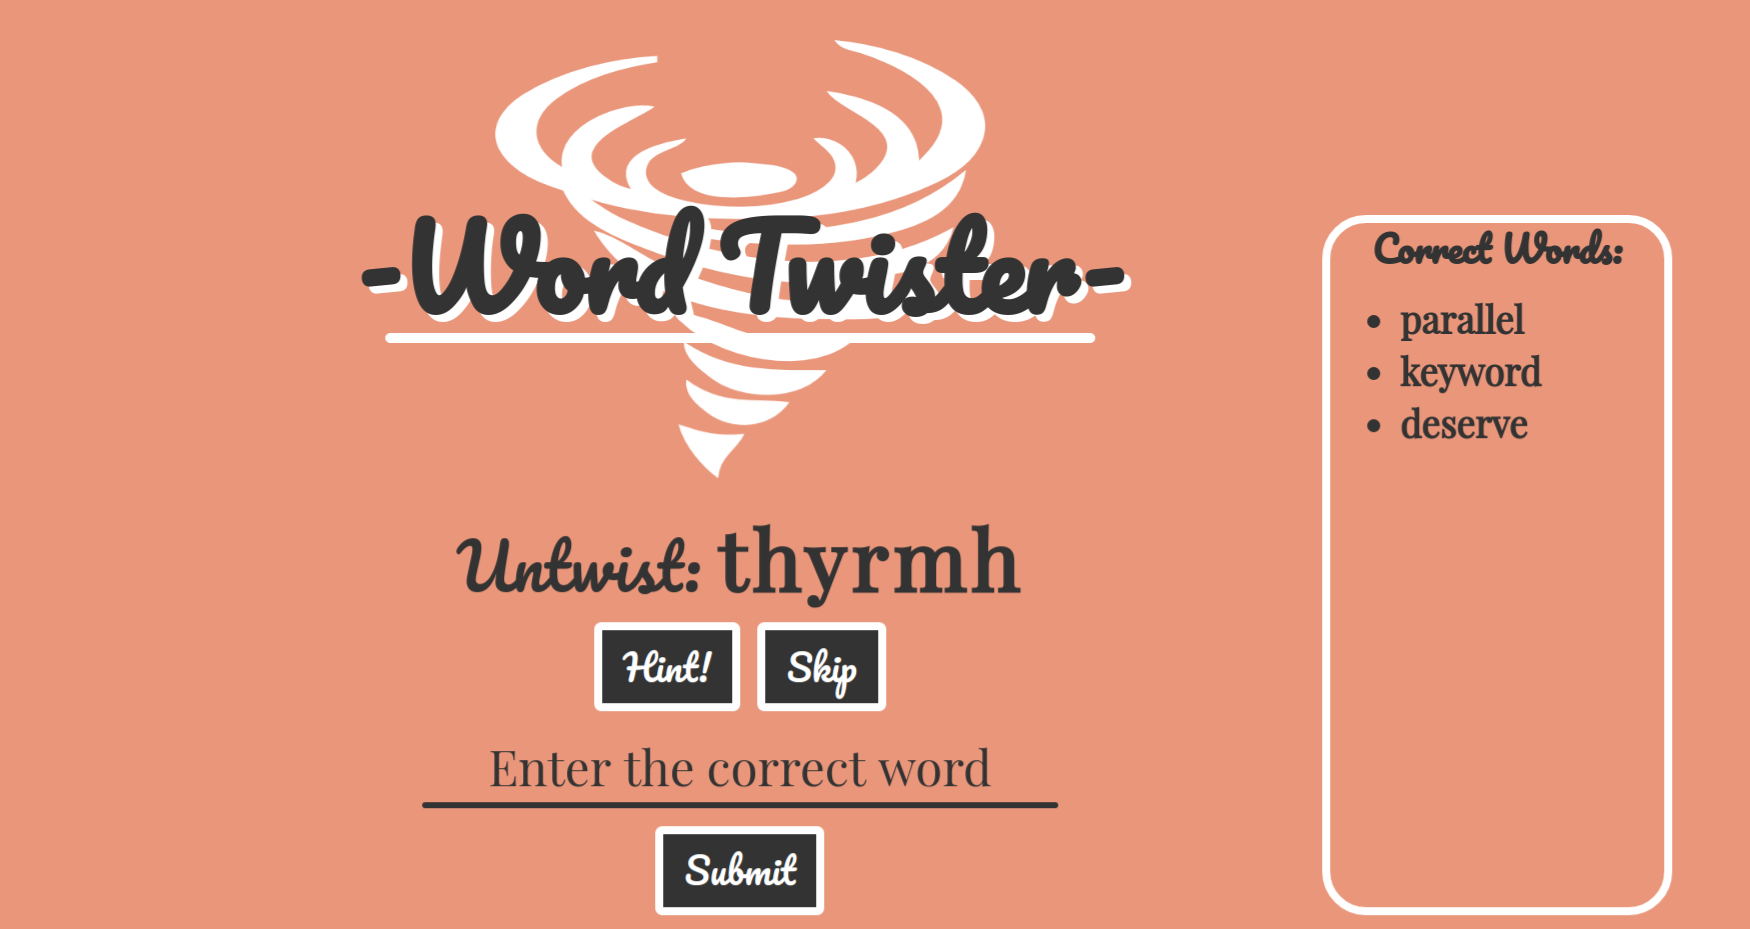 -Word Twister-
Untwist: thyrmh
Hint!
Skip
Enter the correct word
Submit
Correct Words:
parallel
keyword
deserve